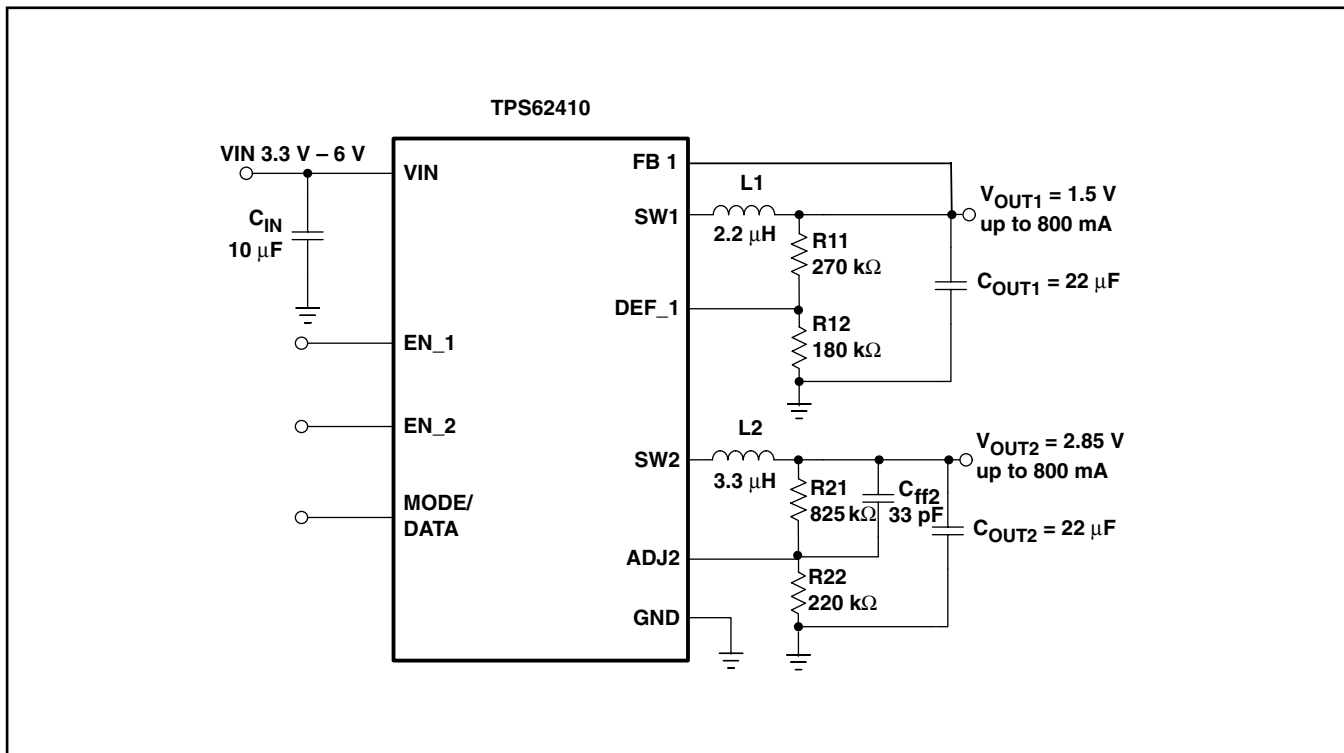 TPS62410
VIN 3.3 V – 6 V
VIN
FB 1
L1
V_OUT1 = 1.5 V
up to 800 mA
SW1
C_IN
10 µF
2.2 µH
R11
270 kΩ
C_OUT1 = 22 µF
DEF_1
R12
180 kΩ
EN_1
EN_2
L2
V_OUT2 = 2.85 V
up to 800 mA
SW2
3.3 µH
R21
825 kΩ
C_ff2
33 pF
C_OUT2 = 22 µF
MODE/
DATA
ADJ2
R22
220 kΩ
GND